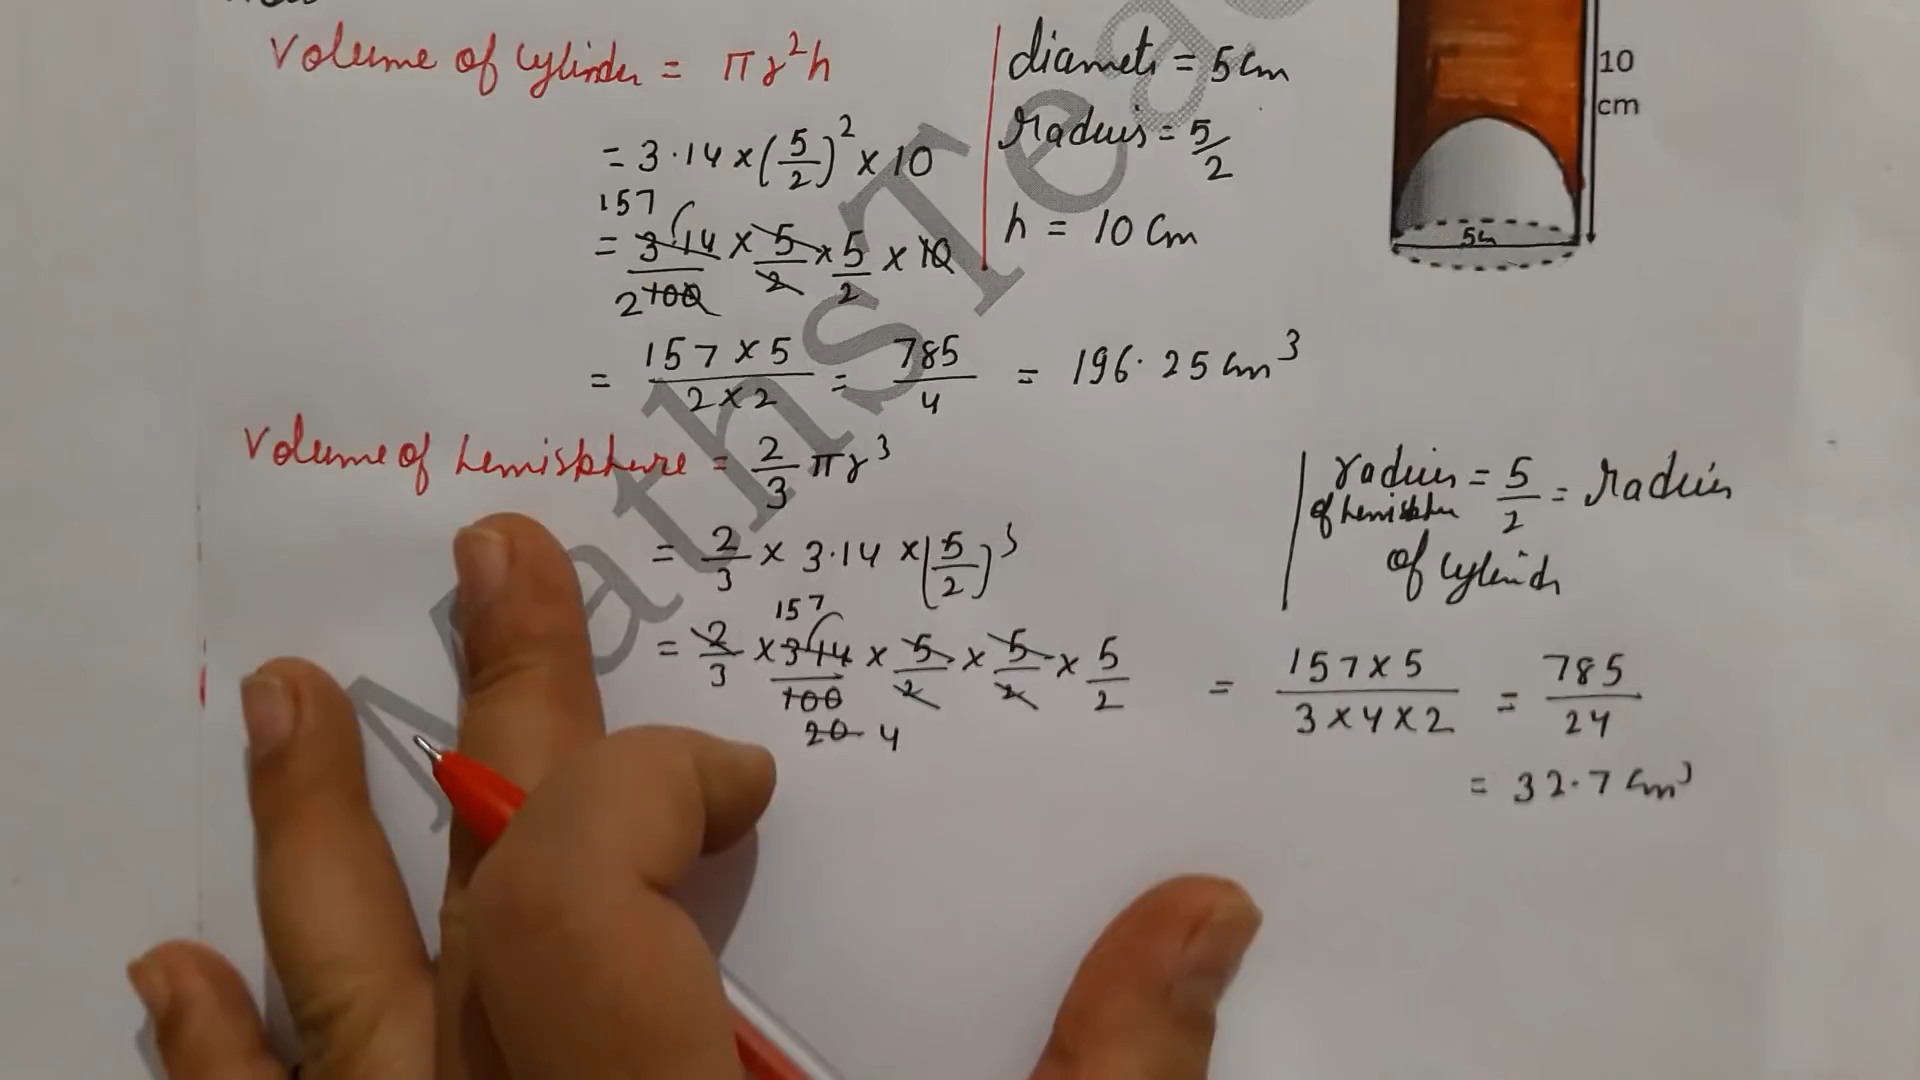 Volume of Cylinder = πr²h
= 3.14 × (5/2)² × 10
157
= 314/100 × 5/2 × 5/2 × 10
2
= 157 × 5 / 2 × 2 = 785/4 = 196.25 cm³
diameter = 5 cm
radius = 5/2
h = 10 cm
10
cm
5cm
Volume of hemisphere = 2/3 πr³
= 2/3 × 3.14 × (5/2)³
157
= 2/3 × 314/100 × 5/2 × 5/2 × 5/2 = 157 × 5 / 3 × 4 × 2 = 785/24
20 4
= 32.7 cm³
radius = 5/2 = radius
of hemisphere
of cylinder
MathsTea